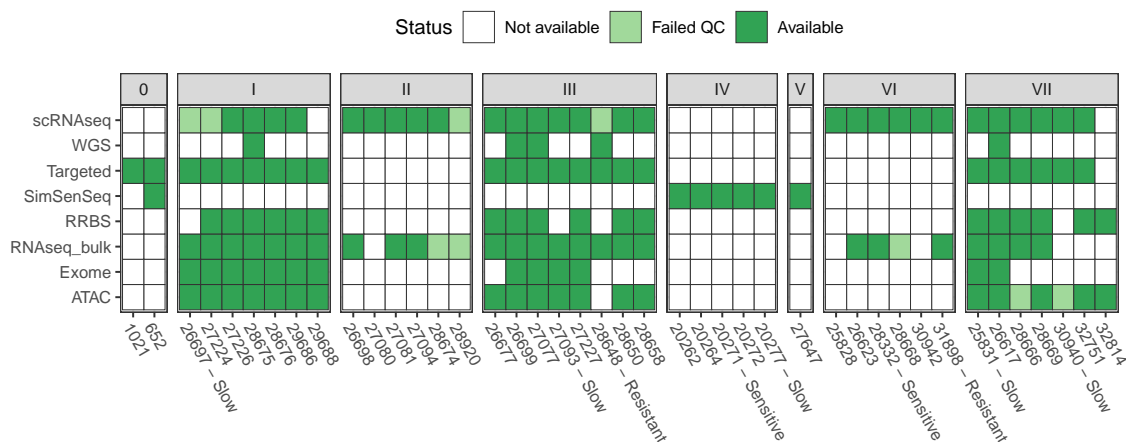 Status Not available Failed QC Available
0 I II III IV V VI VII
scRNAseq
WGS
Targeted
SimSenSeq
RRBS
RNAseq_bulk
Exome
ATAC
1021
652
26697 – Slow
27224
27226
28675
28676
29686
29688
26698
27080
27081
27094
28674
28920
26677
26699
27077
27093 – Slow
27227
28648 – Resistant
28650
28658
20262
20264
20271 – Sensitive
20272
20277 – Slow
27647
25828
26623
28332 – Sensitive
28668
30942
31898 – Resistant
25831 – Slow
26617
28666
28669
30940 – Slow
32751
32814